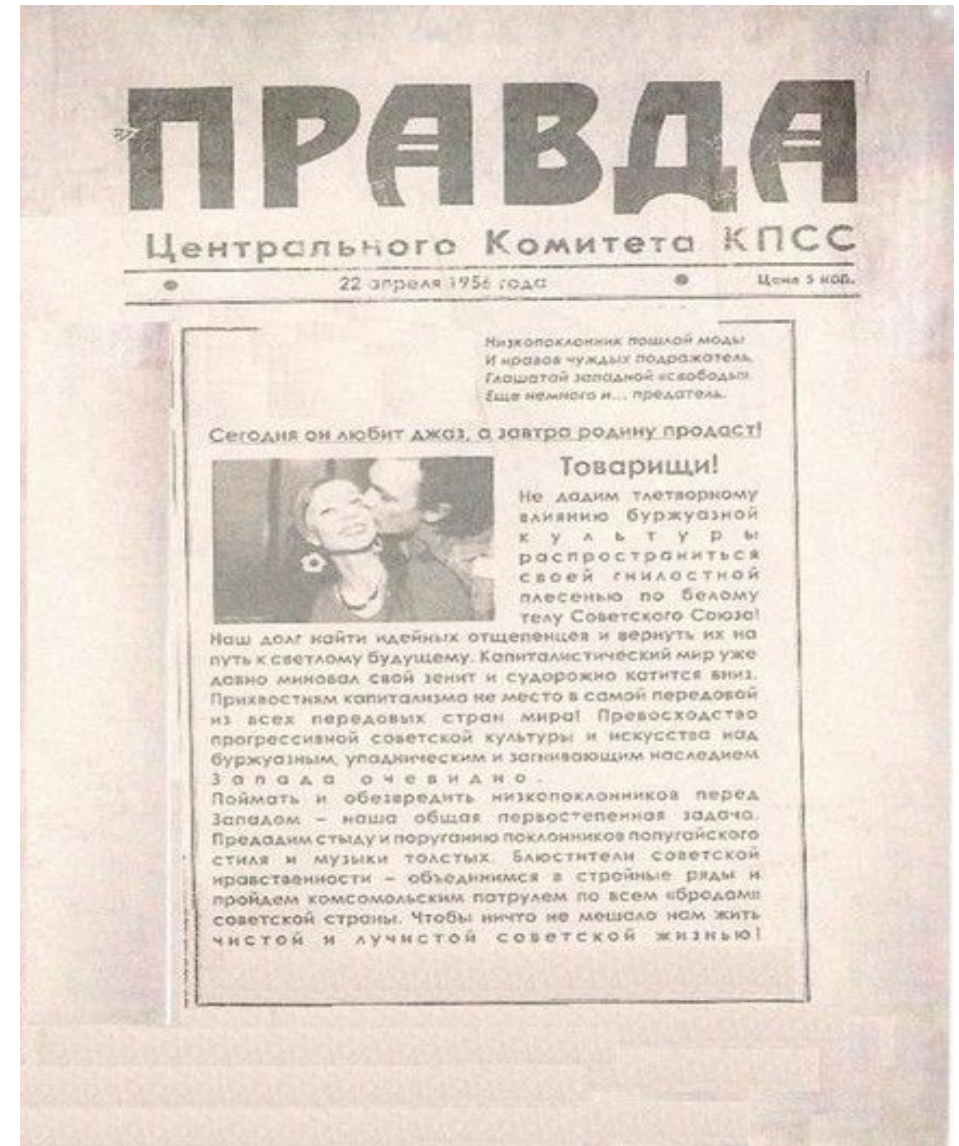 ПРАВДА
Центрального Комитета КПСС
22 апреля 1956 года
Цена 5 коп.
Низкопоклонник пошлой моды
И нравов чуждых подражатель,
Глашатай западной «свободы».
Еще немного и... предатель.
Сегодня он любит джаз, а завтра родину продаст!
Товарищи!
Не дадим тлетворному
влиянию буржуазной
культуры
распространиться
своей гнилостной
плесенью по белому
телу Советского Союза!
Наш долг найти идейных отщепенцев и вернуть их на
путь к светлому будущему. Капиталистический мир уже
давно миновал свой зенит и судорожно катится вниз.
Прихвостням капитализма не место в самой передовой
из всех передовых стран мира! Превосходство
прогрессивной советской культуры и искусства над
буржуазным, упадническим и загнивающим наследием
Запада очевидно.
Поймать и обезвредить низкопоклонников перед
Западом – наша общая первостепенная задача.
Предадим стыду и поруганию поклонников попугайского
стиля и музыки толстых. Блюстители советской
нравственности – объединимся в стройные ряды и
пройдем комсомольским патрулем по всем «бродам»
советской страны. Чтобы ничто не мешало нам жить
чистой и лучистой советской жизнью!